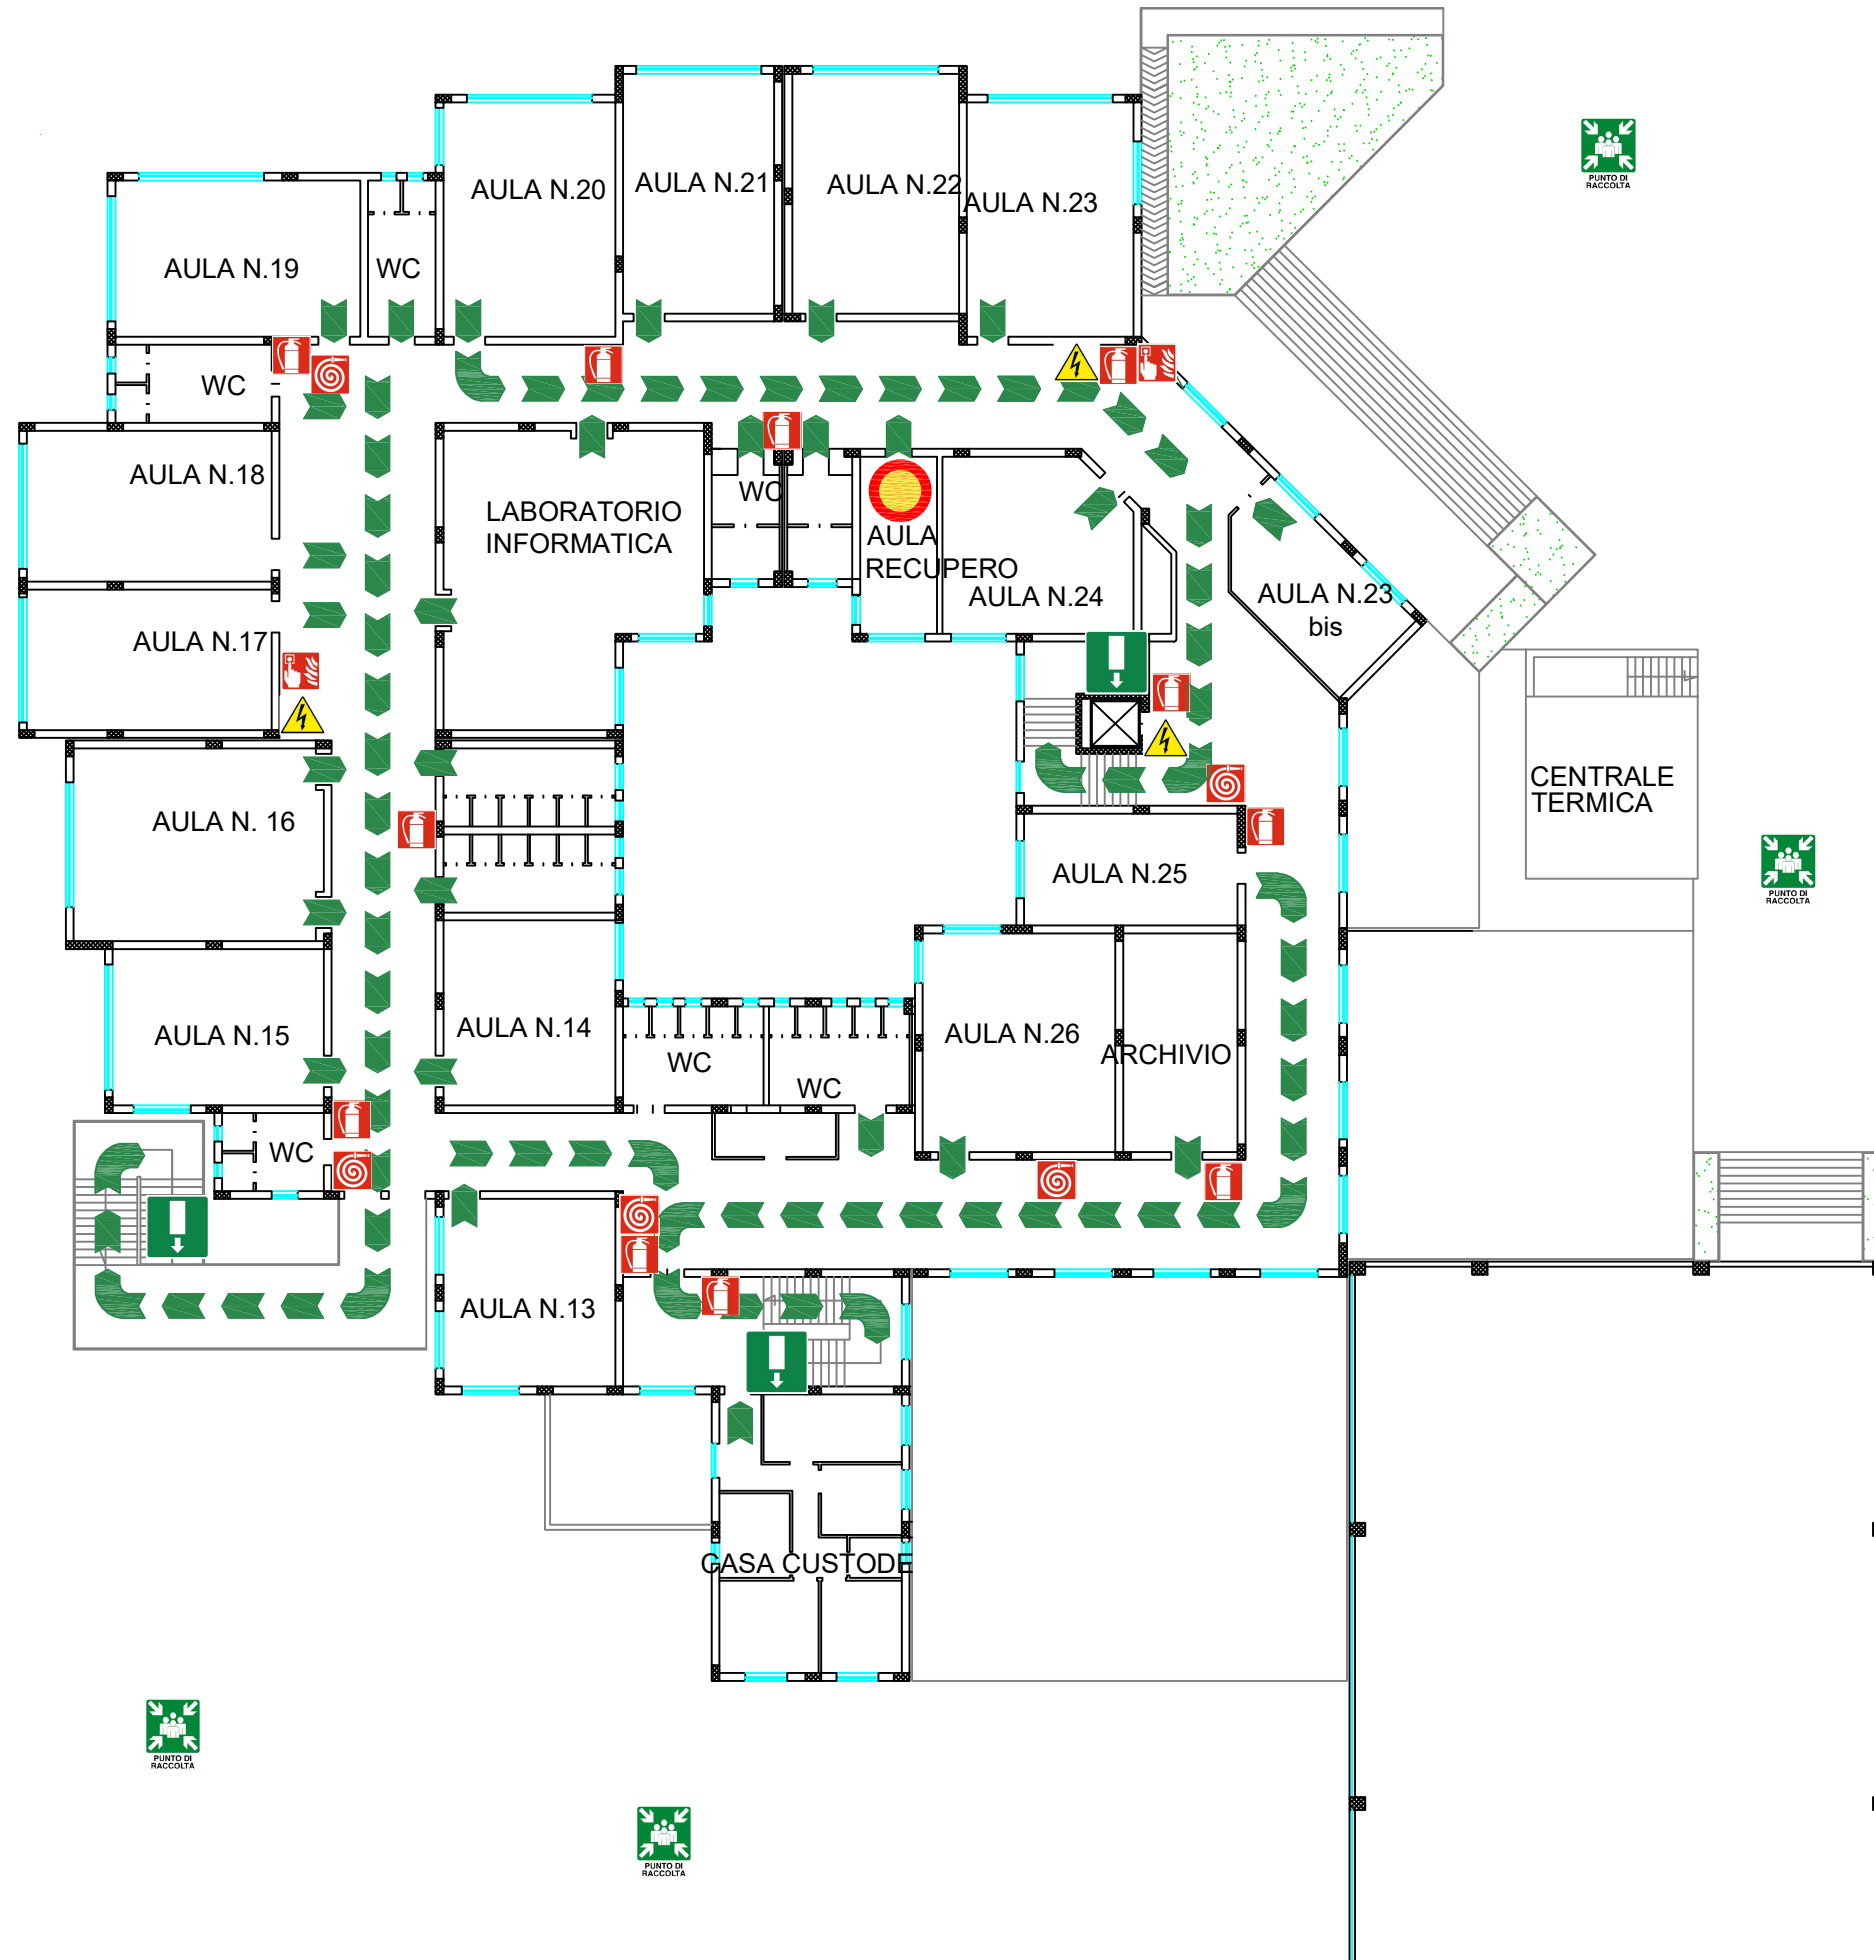 AULA N.20
AULA N.21
AULA N.22
AULA N.23
PUNTO DI
RACCOLTA
AULA N.19
WC
WC
AULA N.18
LABORATORIO
INFORMATICA
WC
AULA
RECUPERO
AULA N.24
AULA N.23
bis
AULA N.17
CENTRALE
TERMICA
AULA N. 16
AULA N.25
PUNTO DI
RACCOLTA
AULA N.15
AULA N.14
WC
WC
AULA N.26
ARCHIVIO
WC
AULA N.13
CASA CUSTODE
PUNTO DI
RACCOLTA
PUNTO DI
RACCOLTA